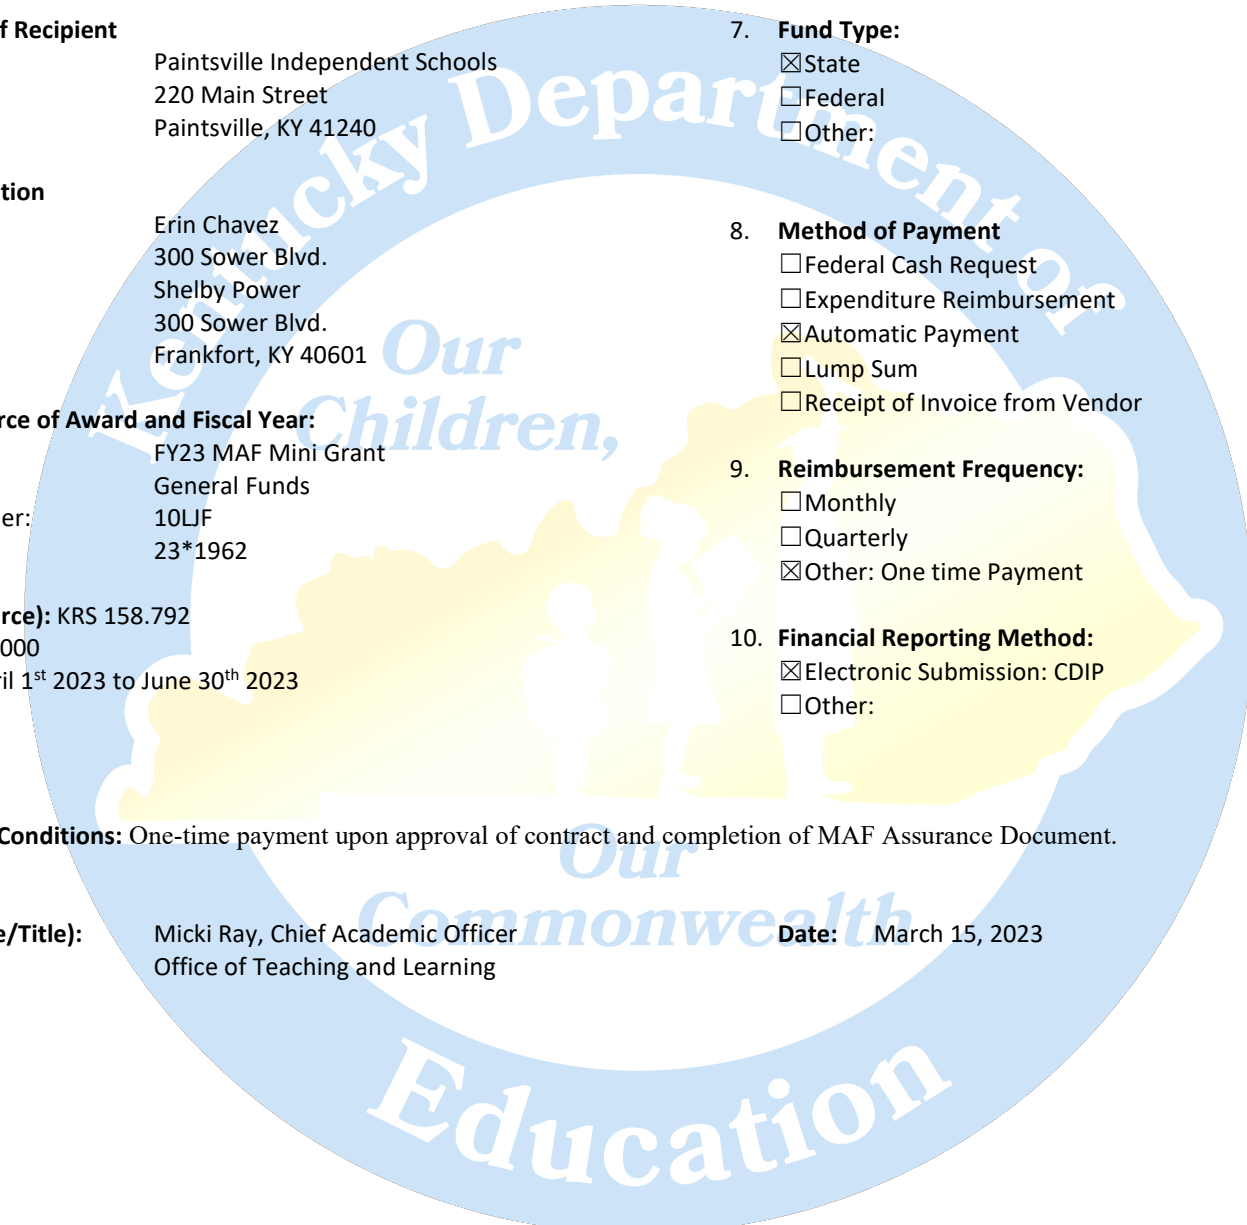 f Recipient
Paintsville Independent Schools
220 Main Street
Paintsville, KY 41240
tion
Erin Chavez
300 Sower Blvd.
Shelby Power
300 Sower Blvd.
Frankfort, KY 40601
rce of Award and Fiscal Year:
FY23 MAF Mini Grant
General Funds
er: 10LJF
23*1962
rce): KRS 158.792
000
ril 1st 2023 to June 30th 2023
7. Fund Type:
☒State
☐Federal
☐Other:
8. Method of Payment
☐Federal Cash Request
☐Expenditure Reimbursement
☒Automatic Payment
☐Lump Sum
☐Receipt of Invoice from Vendor
9. Reimbursement Frequency:
☐Monthly
☐Quarterly
☒Other: One time Payment
10. Financial Reporting Method:
☒Electronic Submission: CDIP
☐Other:
Conditions: One-time payment upon approval of contract and completion of MAF Assurance Document.
e/Title): Micki Ray, Chief Academic Officer Date: March 15, 2023
Office of Teaching and Learning
Kentucky Department of
Education
Our
Children,
Our
Commonwealth